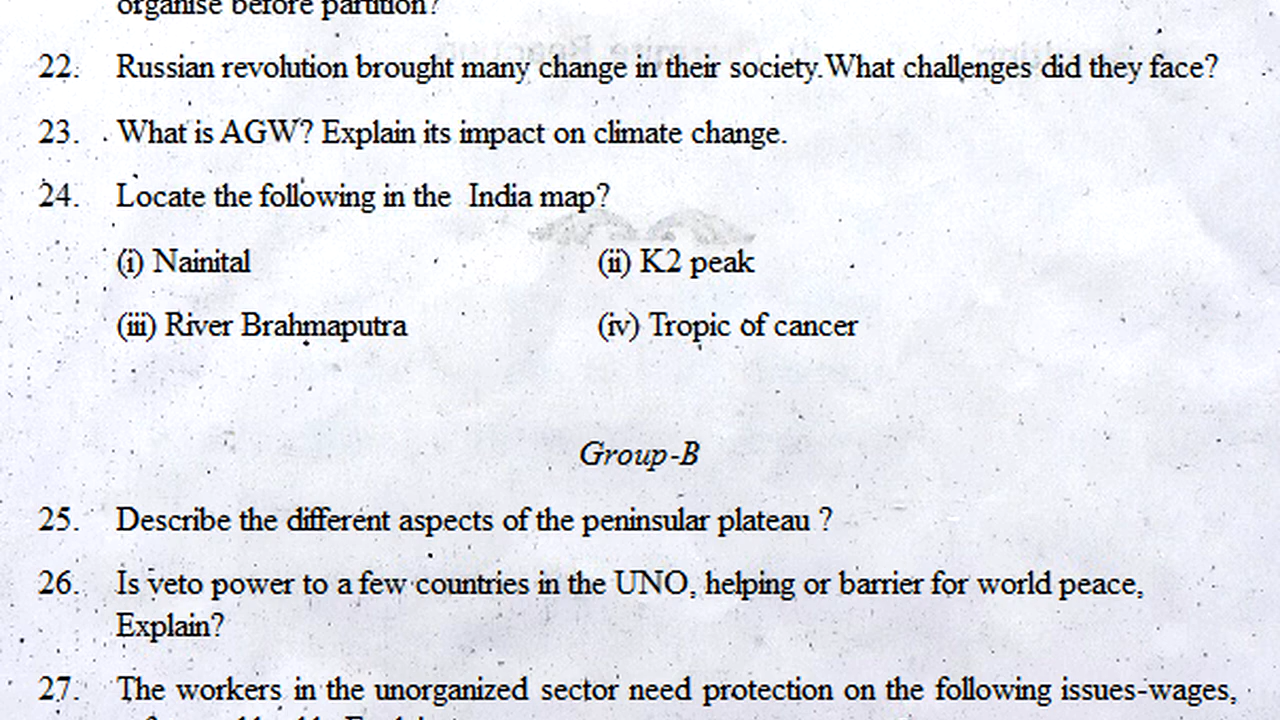 organise before partition?
22. Russian revolution brought many change in their society. What challenges did they face?
23. What is AGW? Explain its impact on climate change.
24. Locate the following in the India map?
(i) Nainital (ii) K2 peak
(iii) River Brahmaputra (iv) Tropic of cancer
Group-B
25. Describe the different aspects of the peninsular plateau ?
26. Is veto power to a few countries in the UNO, helping or barrier for world peace,
Explain?
27. The workers in the unorganized sector need protection on the following issues-wages,